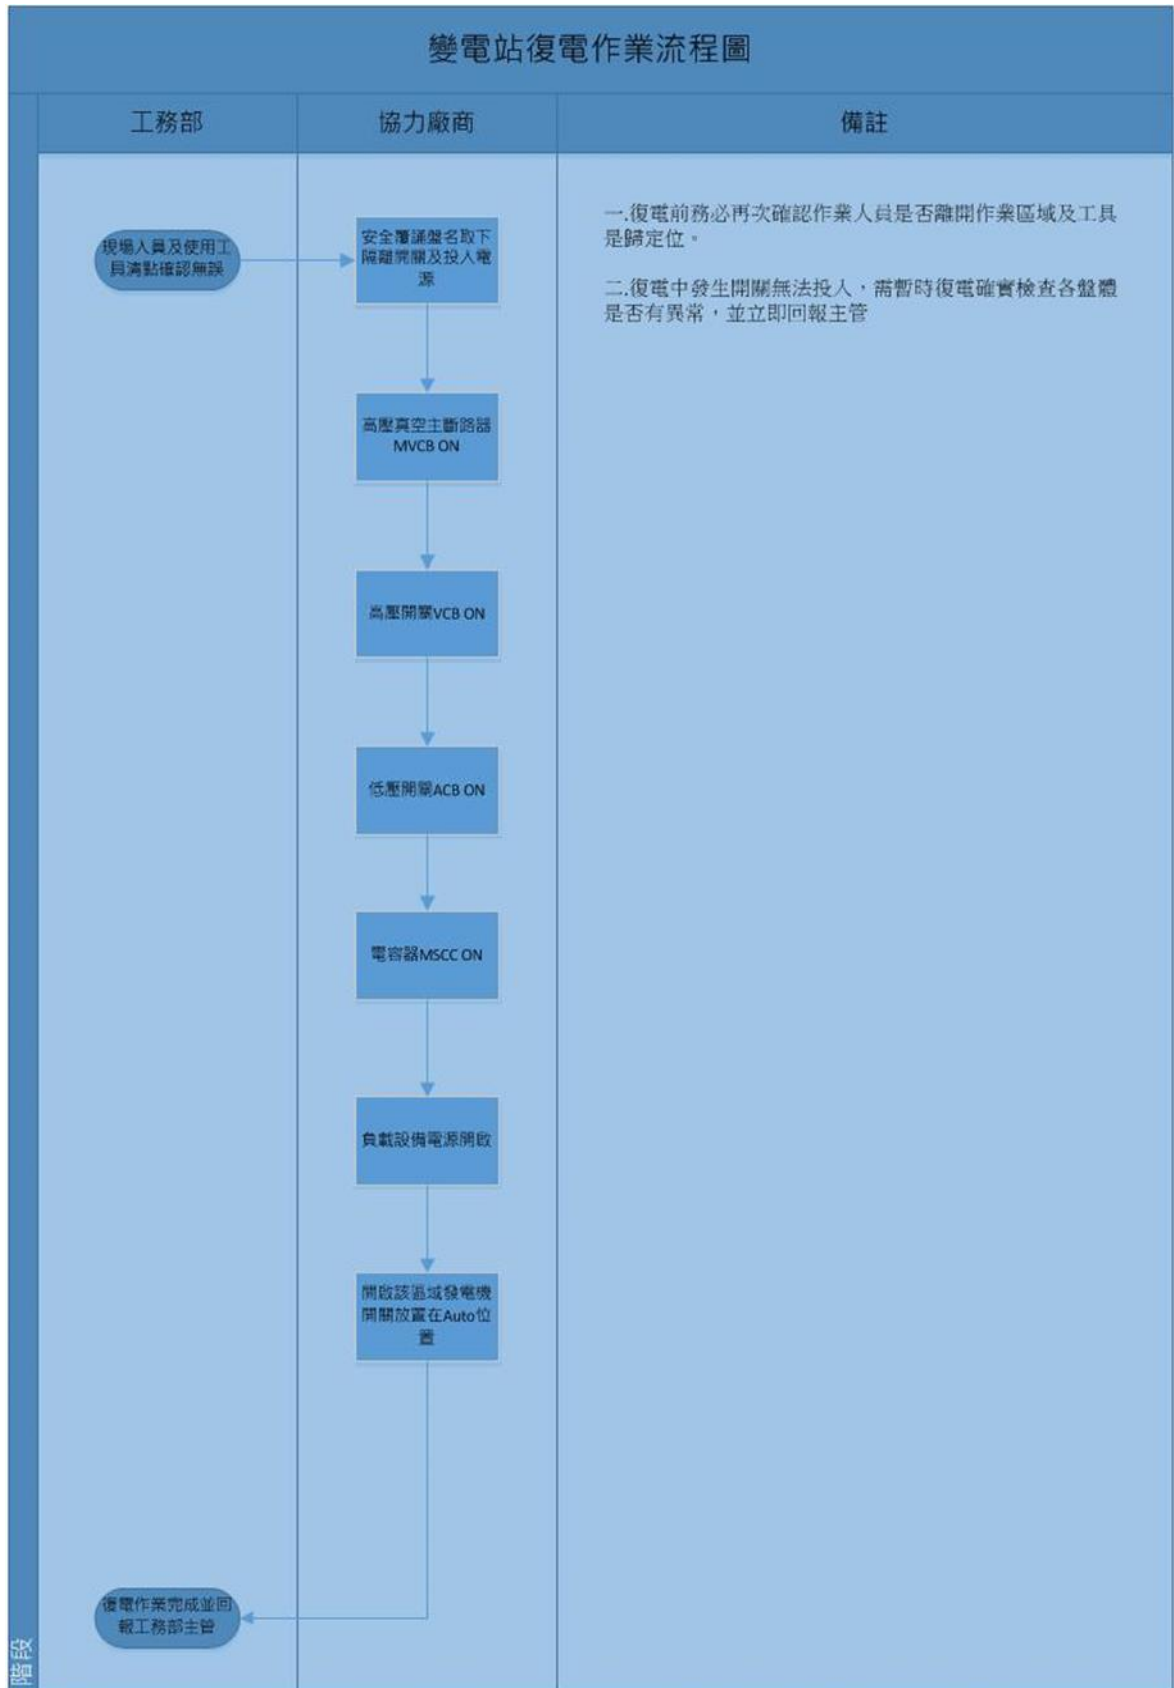 變電站復電作業流程圖
工務部
協力廠商
備註
現場人員及使用工
具清點確認無誤
安全覆誦盤名取下
隔離開關及投入電
源
一.復電前務必再次確認作業人員是否離開作業區域及工具
是歸定位。
二.復電中發生開關無法投入，需暫時復電確實檢查各盤體
是否有異常，並立即回報主管
高壓真空主斷路器
MVCB ON
高壓開關VCB ON
低壓開關ACB ON
電容器MSCC ON
負載設備電源開啟
開啟該區域發電機
開關放置在Auto位
置
復電作業完成並回
報工務部主管
階段